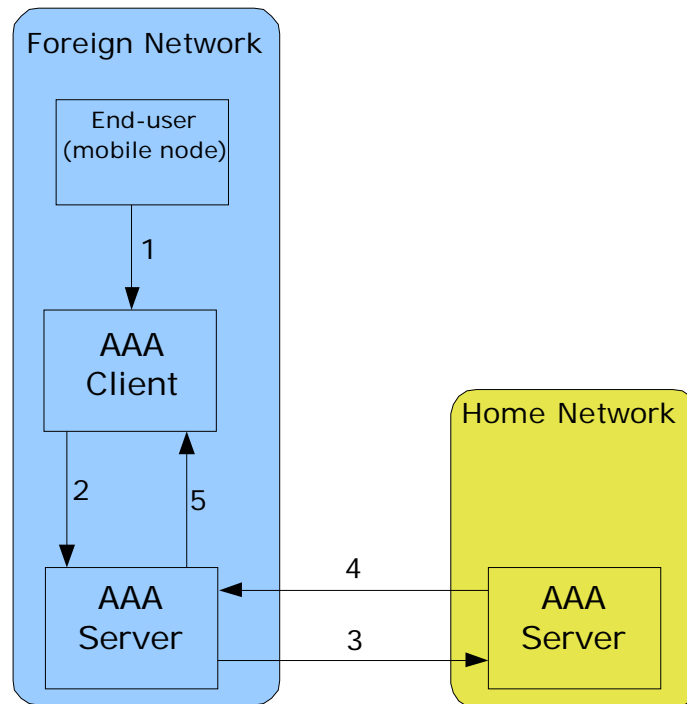 Foreign Network
End-user
(mobile node)
1
AAA
Client
2
5
AAA
Server
4
3
Home Network
AAA
Server